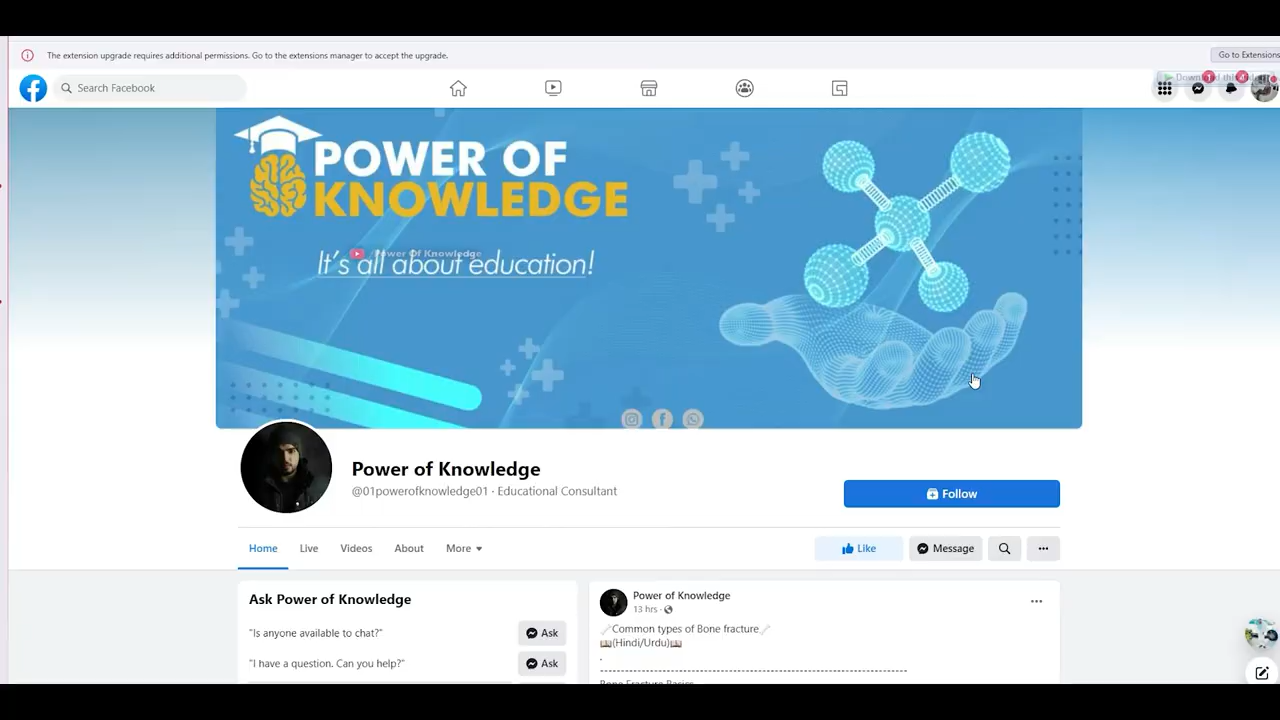 The extension upgrade requires additional permissions. Go to the extensions manager to accept the upgrade.
Go to Extensions
Search Facebook
POWER OF
KNOWLEDGE
Power Of Knowledge
It's all about education!
Power of Knowledge
@01powerofknowledge01 · Educational Consultant
Follow
Home
Live
Videos
About
More
Like
Message
Ask Power of Knowledge
"Is anyone available to chat?"
Ask
"I have a question. Can you help?"
Ask
Power of Knowledge
13 hrs ·
🦴Common types of Bone fracture🦴
📖(Hindi/Urdu)📖
.